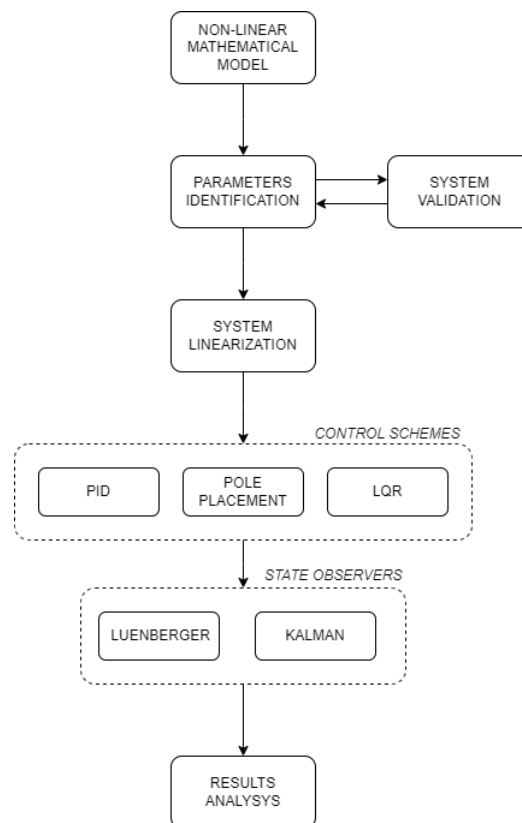 NON-LINEAR
MATHEMATICAL
MODEL
PARAMETERS
IDENTIFICATION
SYSTEM
VALIDATION
SYSTEM
LINEARIZATION
CONTROL SCHEMES
PID
POLE
PLACEMENT
LQR
STATE OBSERVERS
LUENBERGER
KALMAN
RESULTS
ANALYSYS